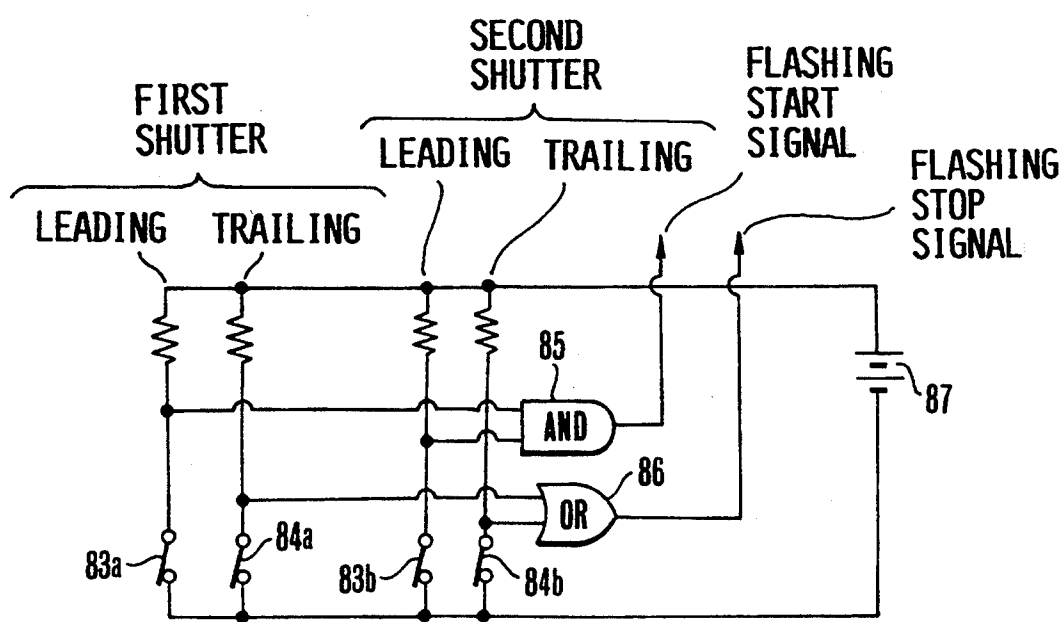 SECOND
SHUTTER
FLASHING
START
SIGNAL
FIRST
SHUTTER
LEADING TRAILING
FLASHING
STOP
SIGNAL
LEADING TRAILING
85
AND
87
86
OR
83a
84a
83b
84b